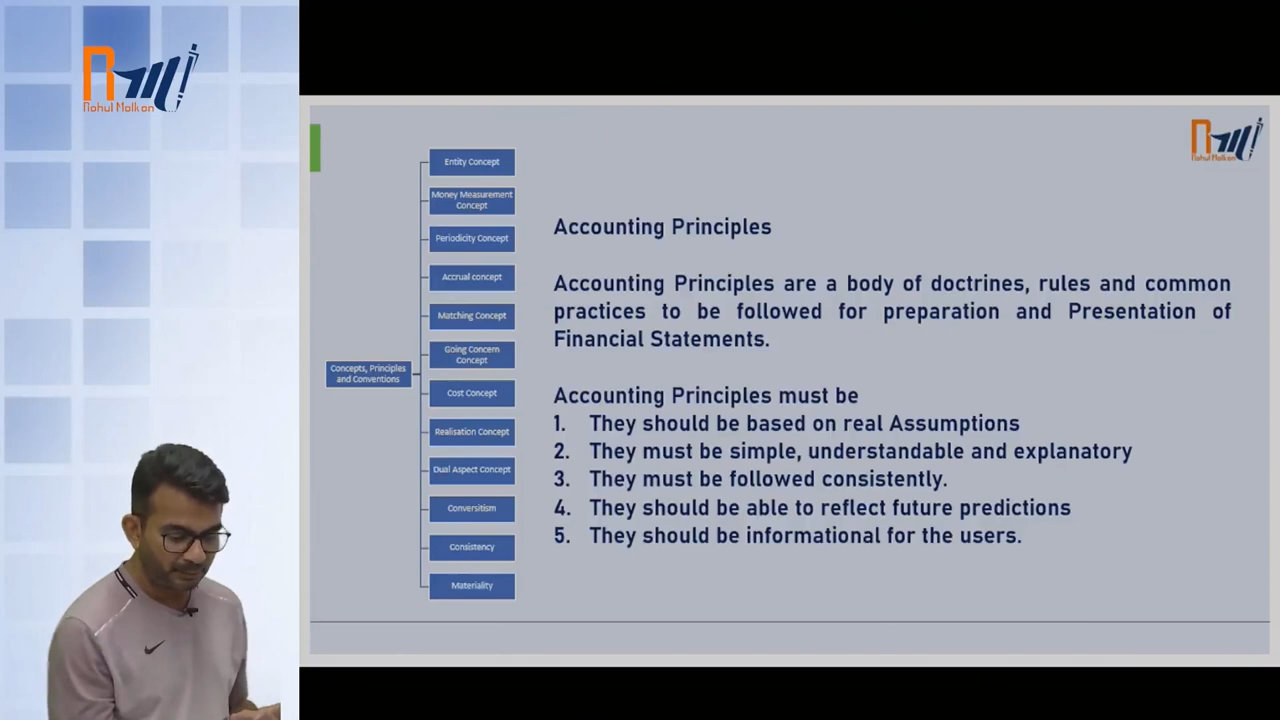 Rahul Malkan
Rahul Malkan
Entity Concept
Money Measurement
Concept
Periodicity Concept
Accrual concept
Matching Concept
Going Concern
Concept
Concepts, Principles
and Conventions
Cost Concept
Realisation Concept
Dual Aspect Concept
Conversitism
Consistency
Materiality
Accounting Principles
Accounting Principles are a body of doctrines, rules and common
practices to be followed for preparation and Presentation of
Financial Statements.
Accounting Principles must be
1. They should be based on real Assumptions
2. They must be simple, understandable and explanatory
3. They must be followed consistently.
4. They should be able to reflect future predictions
5. They should be informational for the users.